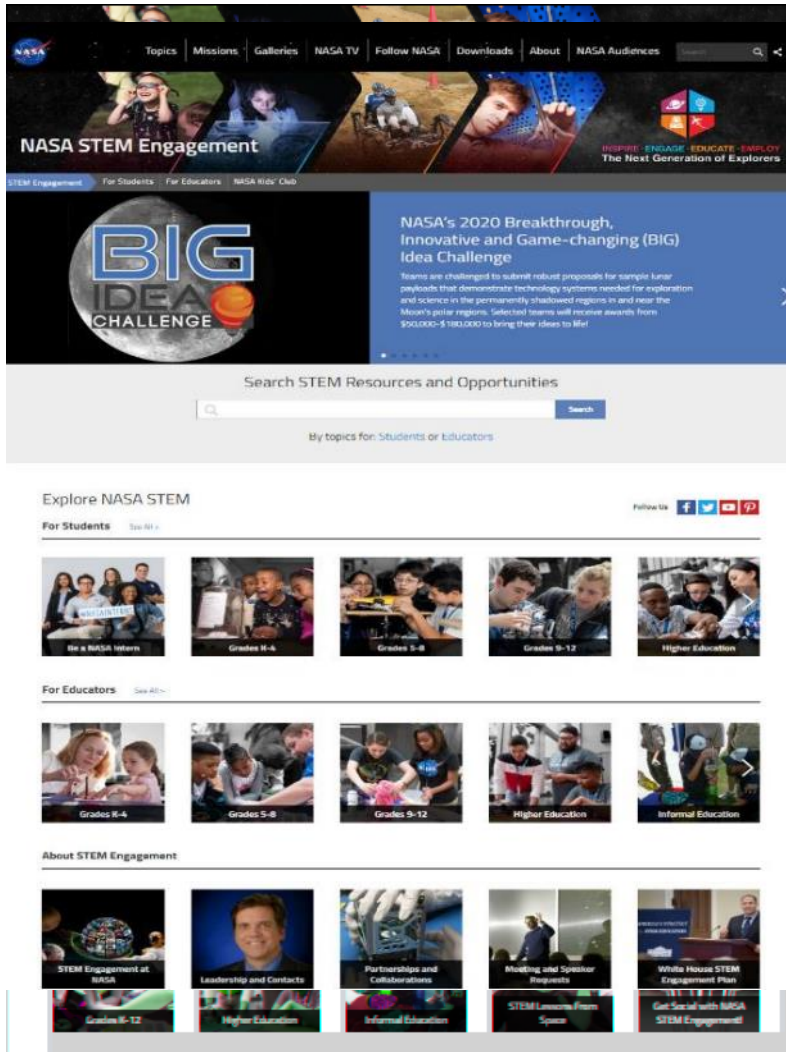 NASA
Topics Missions Galleries NASA TV Follow NASA Downloads About NASA Audiences Search
NASA STEM Engagement
INSPIRE - ENGAGE - EDUCATE - EMPLOY
The Next Generation of Explorers
STEM Engagement For Students For Educators NASA Kids' Club
BIG
IDEA
CHALLENGE
NASA's 2020 Breakthrough,
Innovative and Game-changing (BIG)
Idea Challenge
Teams are challenged to submit robust proposals for sample lunar
payloads that demonstrate technology systems needed for exploration
and science in the permanently shadowed regions in and near the
Moon's polar regions. Selected teams will receive awards from
$50,000-$180,000 to bring their ideas to life!
Search STEM Resources and Opportunities
Search
By topics for: Students or Educators
Explore NASA STEM
Follow Us
For Students See All >
#NASAINTERN
Be a NASA Intern Grades K-4 Grades 5-8 Grades 9-12 Higher Education
For Educators See All >
Grades K-4 Grades 5-8 Grades 9-12 Higher Education Informal Education
About STEM Engagement
STEM Engagement at
NASA
Leadership and Contacts
Partnerships and
Collaborations
Meeting and Speaker
Requests
White House STEM
Engagement Plan
Grades K-12 Higher Education Informal Education
STEM Lessons From
Space
Get Social with NASA
STEM Engagement!